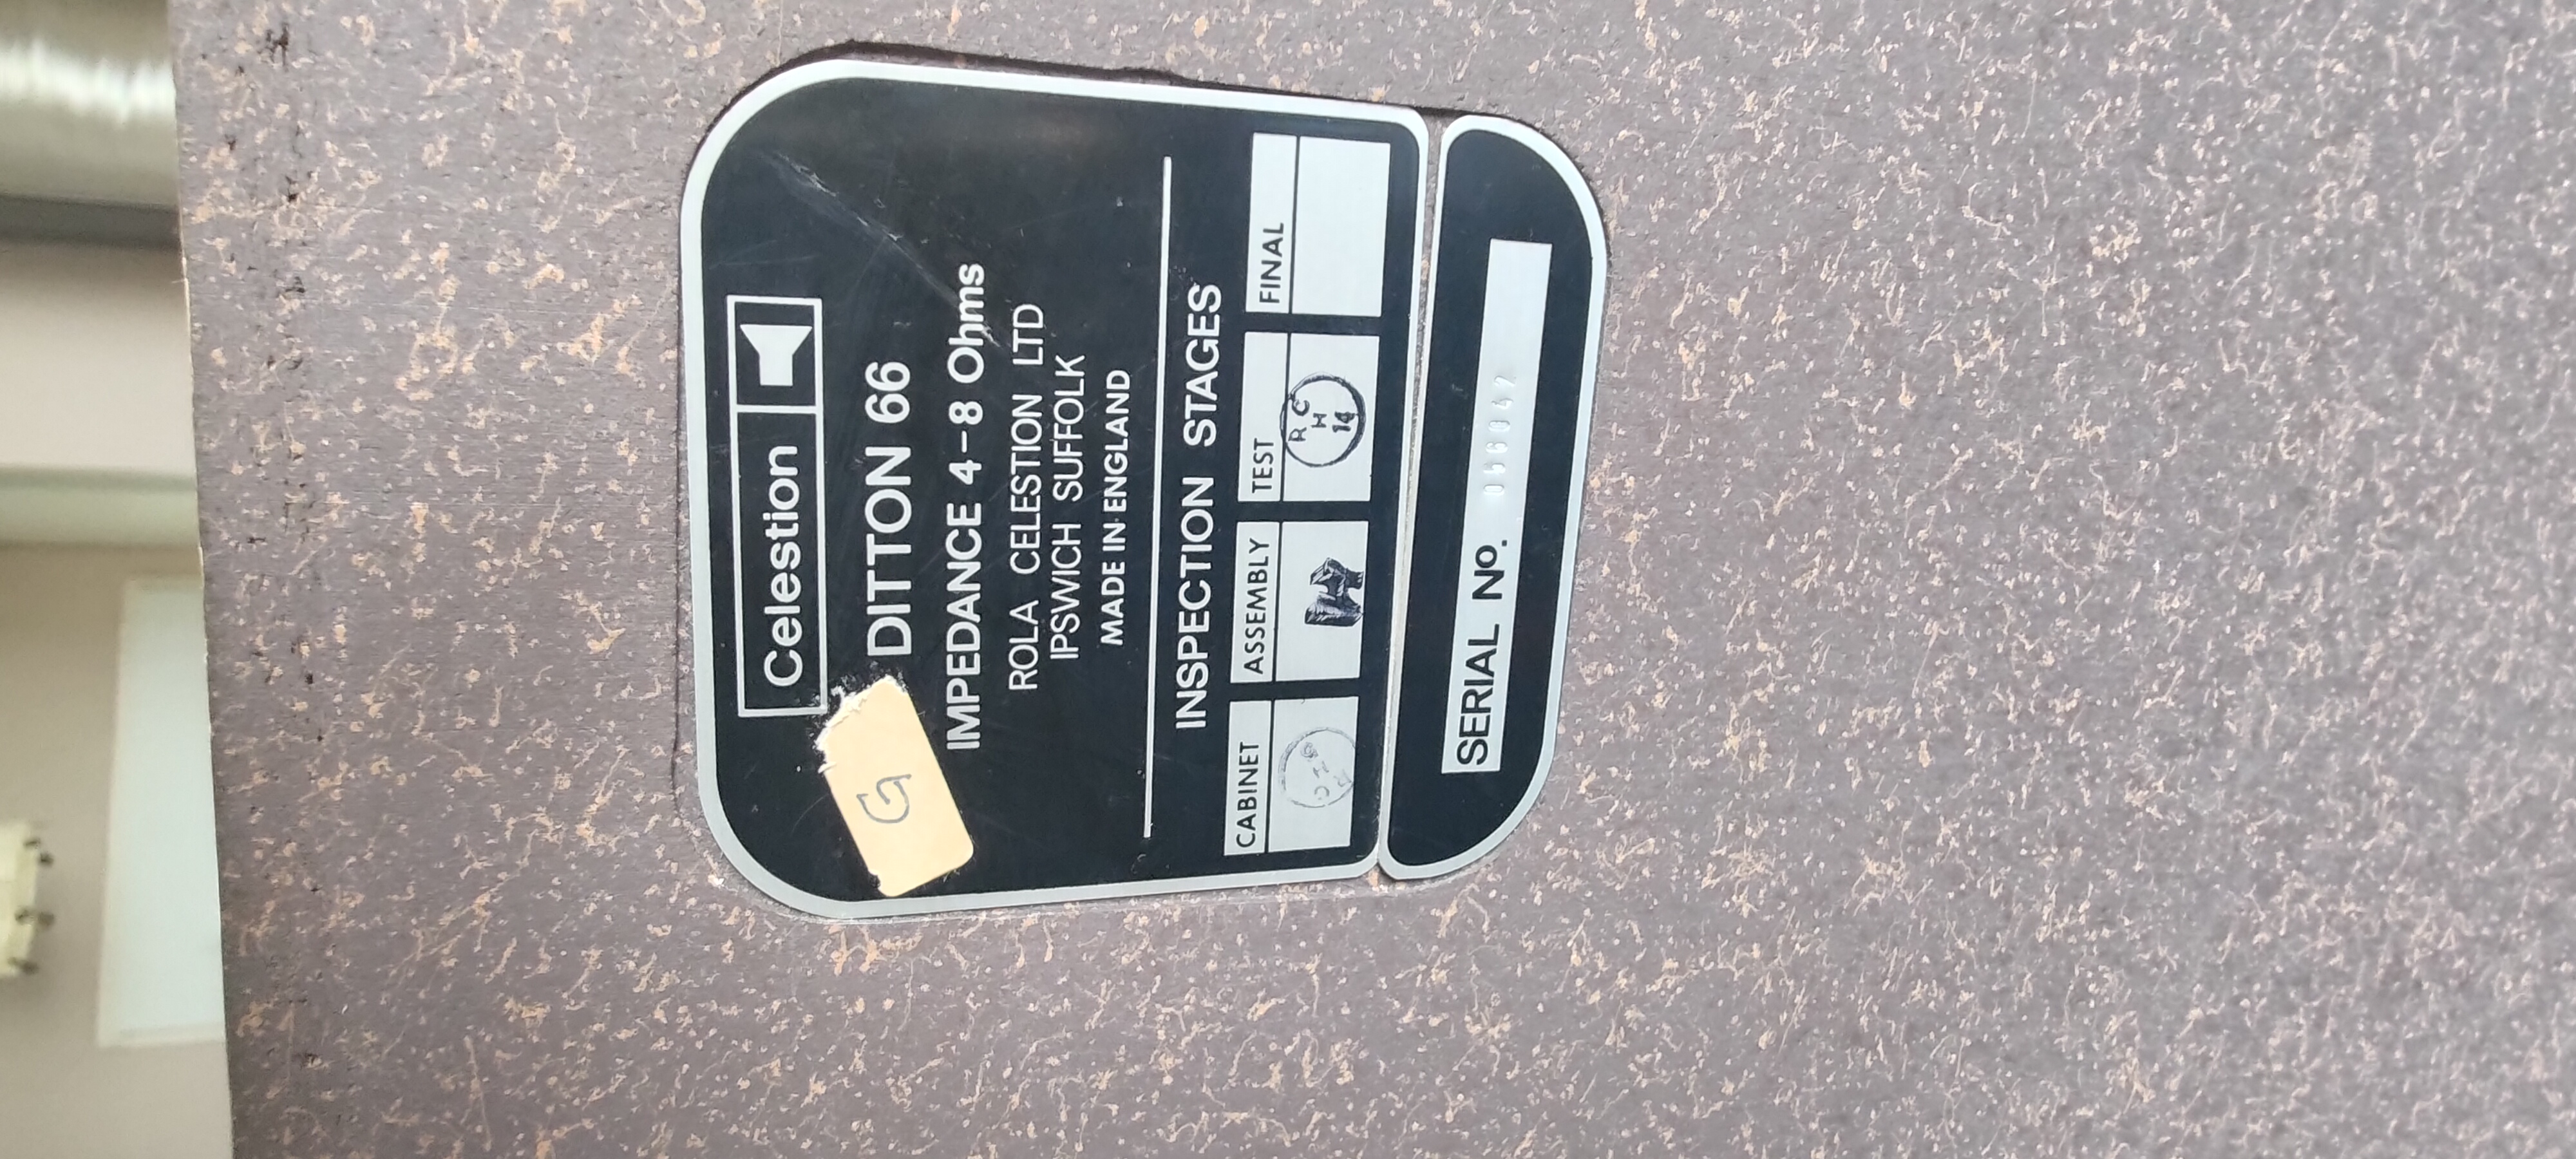 Celestion
G
DITTON 66
IMPEDANCE 4-8 Ohms
ROLA CELESTION LTD
IPSWICH SUFFOLK
MADE IN ENGLAND
INSPECTION STAGES
CABINET ASSEMBLY TEST FINAL
R C
H
14
SERIAL No.